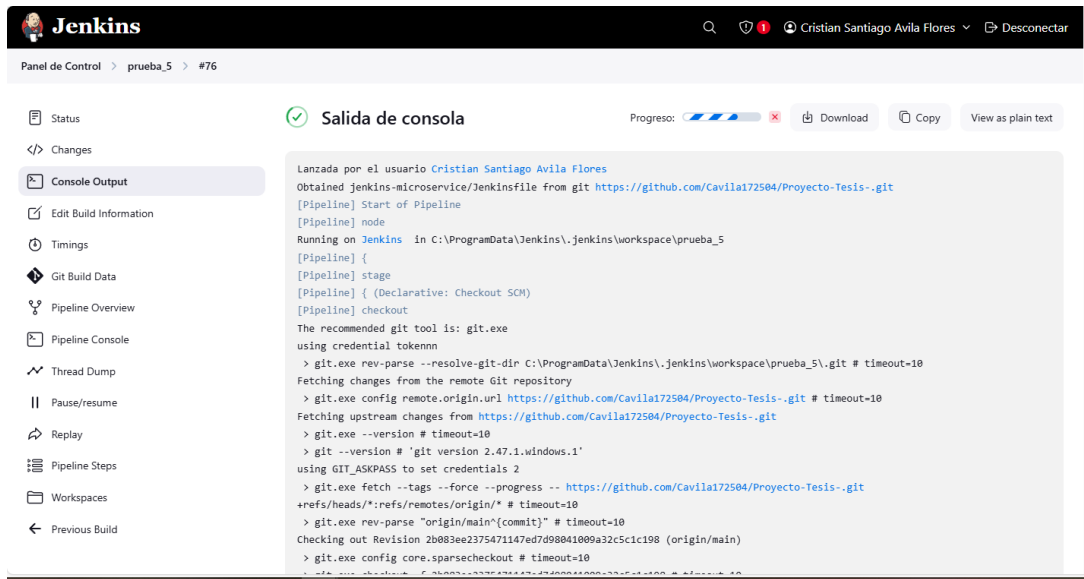 Jenkins
1
Cristian Santiago Avila Flores
Desconectar
Panel de Control > prueba_5 > #76
Status
Changes
Console Output
Edit Build Information
Timings
Git Build Data
Pipeline Overview
Pipeline Console
Thread Dump
Pause/resume
Replay
Pipeline Steps
Workspaces
Previous Build
Salida de consola
Progreso:
Download
Copy
View as plain text
Lanzada por el usuario Cristian Santiago Avila Flores
Obtained jenkins-microservice/Jenkinsfile from git https://github.com/Cavila172504/Proyecto-Tesis-.git
[Pipeline] Start of Pipeline
[Pipeline] node
Running on Jenkins in C:\ProgramData\Jenkins\.jenkins\workspace\prueba_5
[Pipeline] {
[Pipeline] stage
[Pipeline] { (Declarative: Checkout SCM)
[Pipeline] checkout
The recommended git tool is: git.exe
using credential tokennn
> git.exe rev-parse --resolve-git-dir C:\ProgramData\Jenkins\.jenkins\workspace\prueba_5\.git # timeout=10
Fetching changes from the remote Git repository
> git.exe config remote.origin.url https://github.com/Cavila172504/Proyecto-Tesis-.git # timeout=10
Fetching upstream changes from https://github.com/Cavila172504/Proyecto-Tesis-.git
> git.exe --version # timeout=10
> git --version # 'git version 2.47.1.windows.1'
using GIT_ASKPASS to set credentials 2
> git.exe fetch --tags --force --progress -- https://github.com/Cavila172504/Proyecto-Tesis-.git
+refs/heads/*:refs/remotes/origin/* # timeout=10
> git.exe rev-parse "origin/main^{commit}" # timeout=10
Checking out Revision 2b083ee2375471147ed7d98041009a32c5c1c198 (origin/main)
> git.exe config core.sparsecheckout # timeout=10
> git.exe checkout -f 2b083ee2375471147ed7d98041009a32c5c1c198 # timeout=10